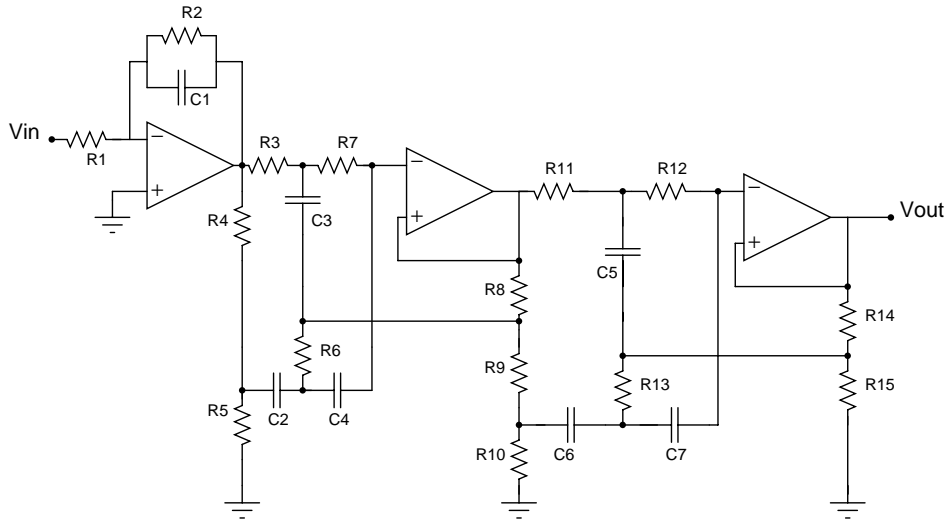 R2
C1
Vin
R1
−
+
R3
R7
R4
C3
−
+
R11
R12
C5
−
+
Vout
R8
R6
R9
R14
R13
R15
R5
C2
C4
R10
C6
C7